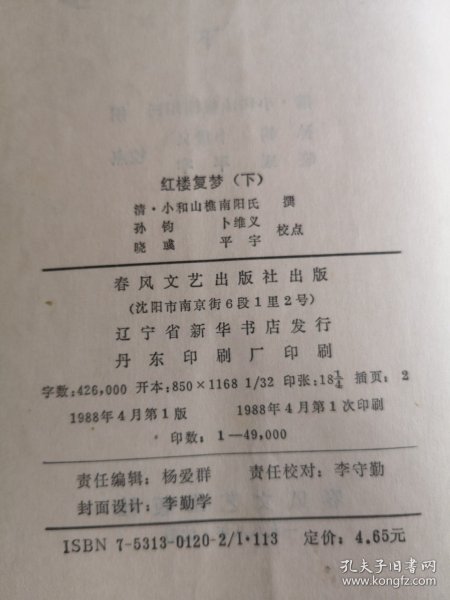 红楼复梦（下）
清·小和山樵南阳氏 撰
孙钧 卜维义
晓彧 平宇 校点
春风文艺出版社出版
（沈阳市南京街6段1里2号）
辽宁省新华书店发行
丹东印刷厂印刷
字数：426,000 开本：850×1168 1/32 印张：18¼ 插页：2
1988年4月第1版 1988年4月第1次印刷
印数：1—49,000
责任编辑：杨爱群 责任校对：李守勤
封面设计：李勤学
ISBN 7-5313-0120-2/I·113 定价：4.65元
孔夫子旧书网
www.kongfz.com